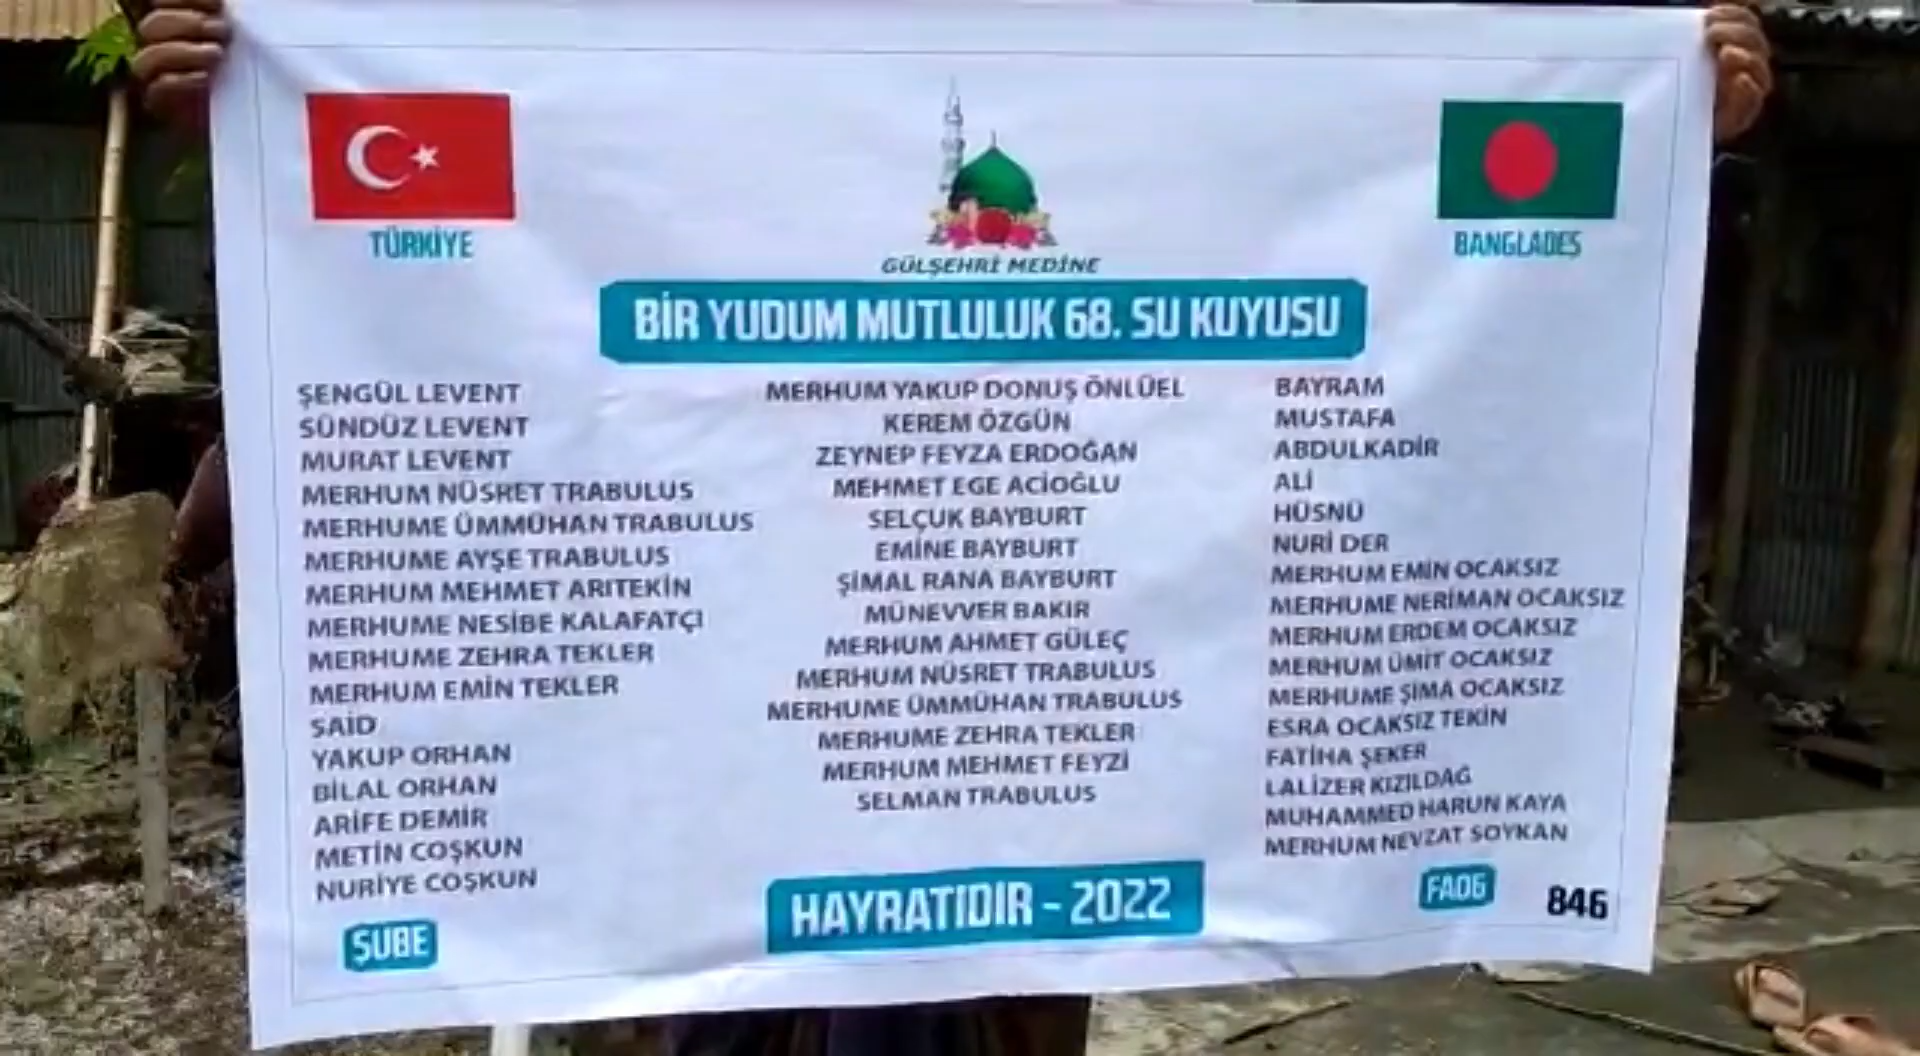 TÜRKİYE
GÜLŞEHRİ MEDİNE
BANGLADEŞ
BİR YUDUM MUTLULUK 68. SU KUYUSU
ŞENGÜL LEVENT
SÜNDÜZ LEVENT
MURAT LEVENT
MERHUM NÜSRET TRABULUS
MERHUME ÜMMÜHAN TRABULUS
MERHUME AYŞE TRABULUS
MERHUM MEHMET ARITEKİN
MERHUME NESİBE KALAFATÇI
MERHUME ZEHRA TEKLER
MERHUM EMİN TEKLER
SAİD
YAKUP ORHAN
BİLAL ORHAN
ARİFE DEMİR
METİN COŞKUN
NURİYE COŞKUN
MERHUM YAKUP DONUŞ ÖNLÜEL
KEREM ÖZGÜN
ZEYNEP FEYZA ERDOĞAN
MEHMET EGE ACİOĞLU
SELÇUK BAYBURT
EMİNE BAYBURT
ŞİMAL RANA BAYBURT
MÜNEVVER BAKIR
MERHUM AHMET GÜLEÇ
MERHUM NÜSRET TRABULUS
MERHUME ÜMMÜHAN TRABULUS
MERHUME ZEHRA TEKLER
MERHUM MEHMET FEYZİ
SELMAN TRABULUS
BAYRAM
MUSTAFA
ABDULKADİR
ALİ
HÜSNÜ
NURİ DER
MERHUM EMİN OCAKSIZ
MERHUME NERİMAN OCAKSIZ
MERHUM ERDEM OCAKSIZ
MERHUM ÜMİT OCAKSIZ
MERHUME ŞİMA OCAKSIZ
ESRA OCAKSIZ TEKİN
FATİHA ŞEKER
LALİZER KIZILDAĞ
MUHAMMED HARUN KAYA
MERHUM NEVZAT SOYKAN
ŞUBE
HAYRATIDIR - 2022
FA06
846